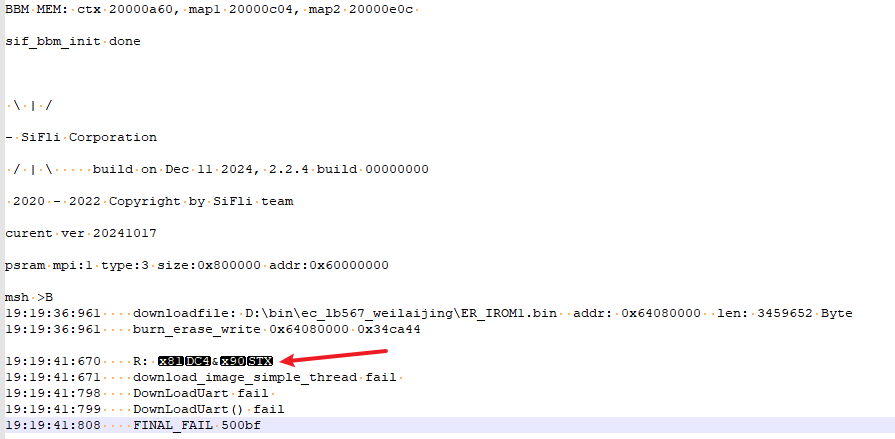 BBM MEM: ctx 20000a60, map1 20000c04, map2 20000e0c
sif_bbm_init done
\ | /
- SiFli Corporation
/ | \     build on Dec 11 2024, 2.2.4 build 00000000
2020 - 2022 Copyright by SiFli team
curent ver 20241017
psram mpi:1 type:3 size:0x800000 addr:0x60000000
msh >B
19:19:36:961    downloadfile: D:\bin\ec_lb567_weilaijing\ER_IROM1.bin  addr: 0x64080000  len: 3459652 Byte
19:19:36:961    burn_erase_write 0x64080000 0x34ca44
19:19:41:670    R: x81DC4&x90STX
19:19:41:671    download_image_simple_thread fail
19:19:41:798    DownLoadUart fail
19:19:41:799    DownLoadUart() fail
19:19:41:808    FINAL_FAIL 500bf